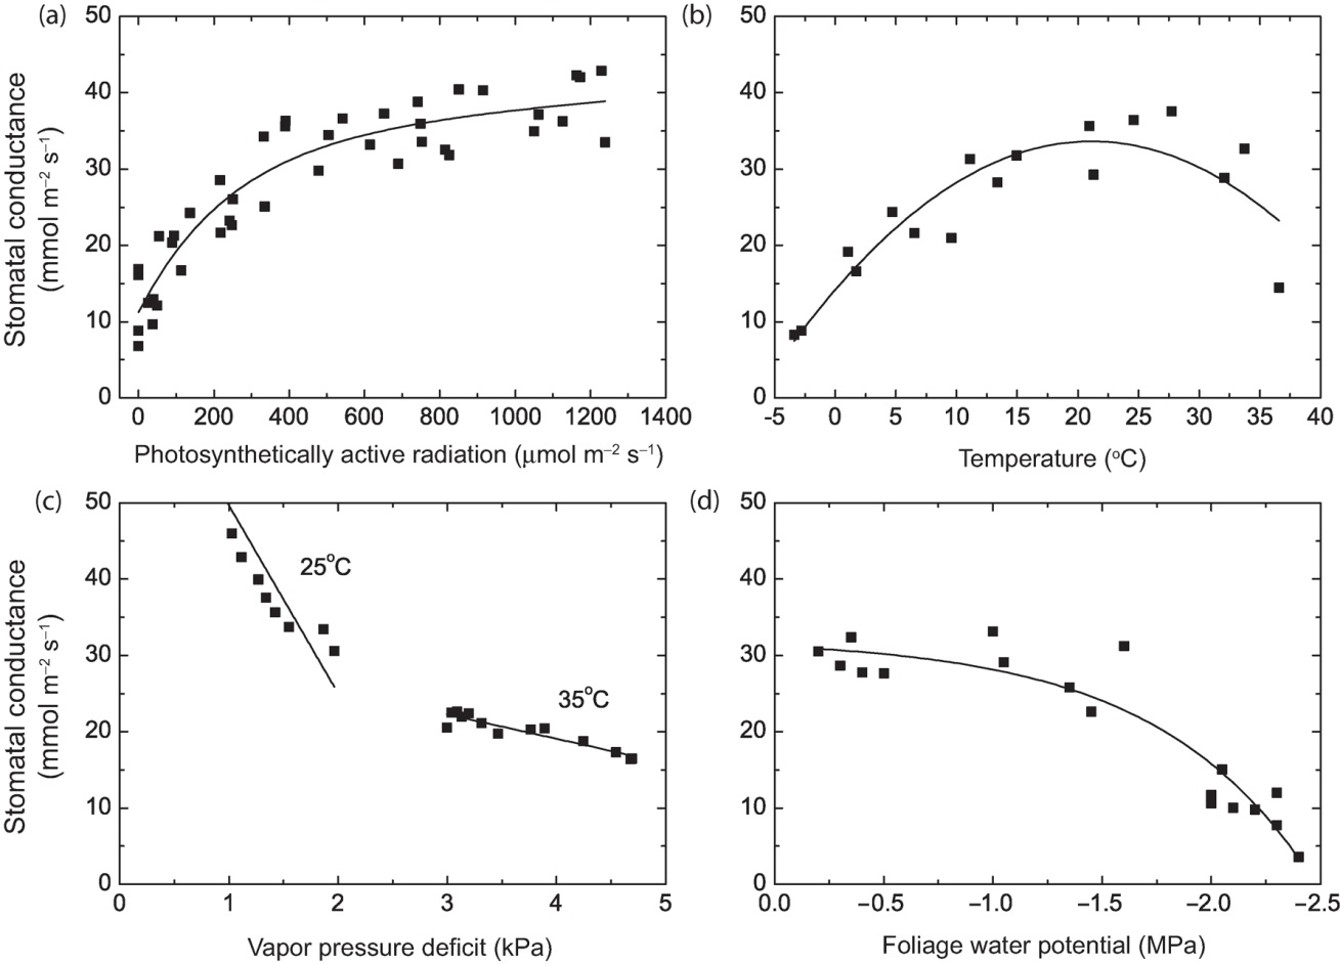 (a)
50
40
30
20
10
0
Stomatal conductance
(mmol m⁻² s⁻¹)
0 200 400 600 800 1000 1200 1400
Photosynthetically active radiation (μmol m⁻² s⁻¹)
(b)
50
40
30
20
10
0
-5 0 5 10 15 20 25 30 35 40
Temperature (°C)
(c)
50
40
30
20
10
0
Stomatal conductance
(mmol m⁻² s⁻¹)
25°C
35°C
0 1 2 3 4 5
Vapor pressure deficit (kPa)
(d)
50
40
30
20
10
0
0.0 −0.5 −1.0 −1.5 −2.0 −2.5
Foliage water potential (MPa)